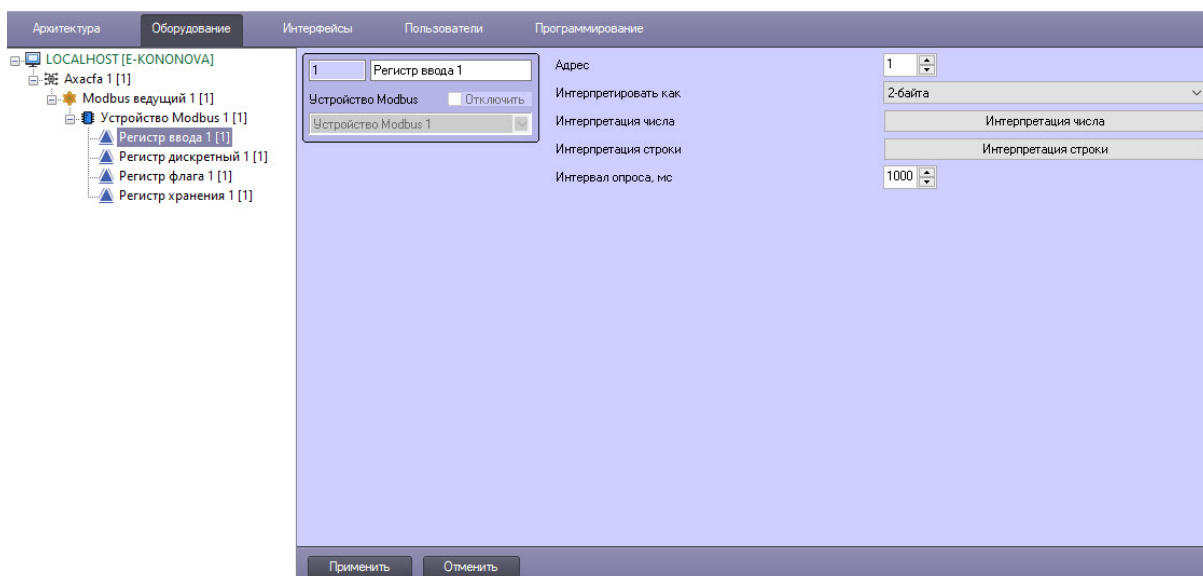 Архитектура Оборудование Интерфейсы Пользователи Программирование
LOCALHOST [E-KONONOVA]
Axacfa 1 [1]
Modbus ведущий 1 [1]
Устройство Modbus 1 [1]
Регистр ввода 1 [1]
Регистр дискретный 1 [1]
Регистр флага 1 [1]
Регистр хранения 1 [1]
1 Регистр ввода 1
Устройство Modbus Отключить
Устройство Modbus 1
Адрес 1
Интерпретировать как 2-байта
Интерпретация числа Интерпретация числа
Интерпретация строки Интерпретация строки
Интервал опроса, мс 1000
Применить Отменить